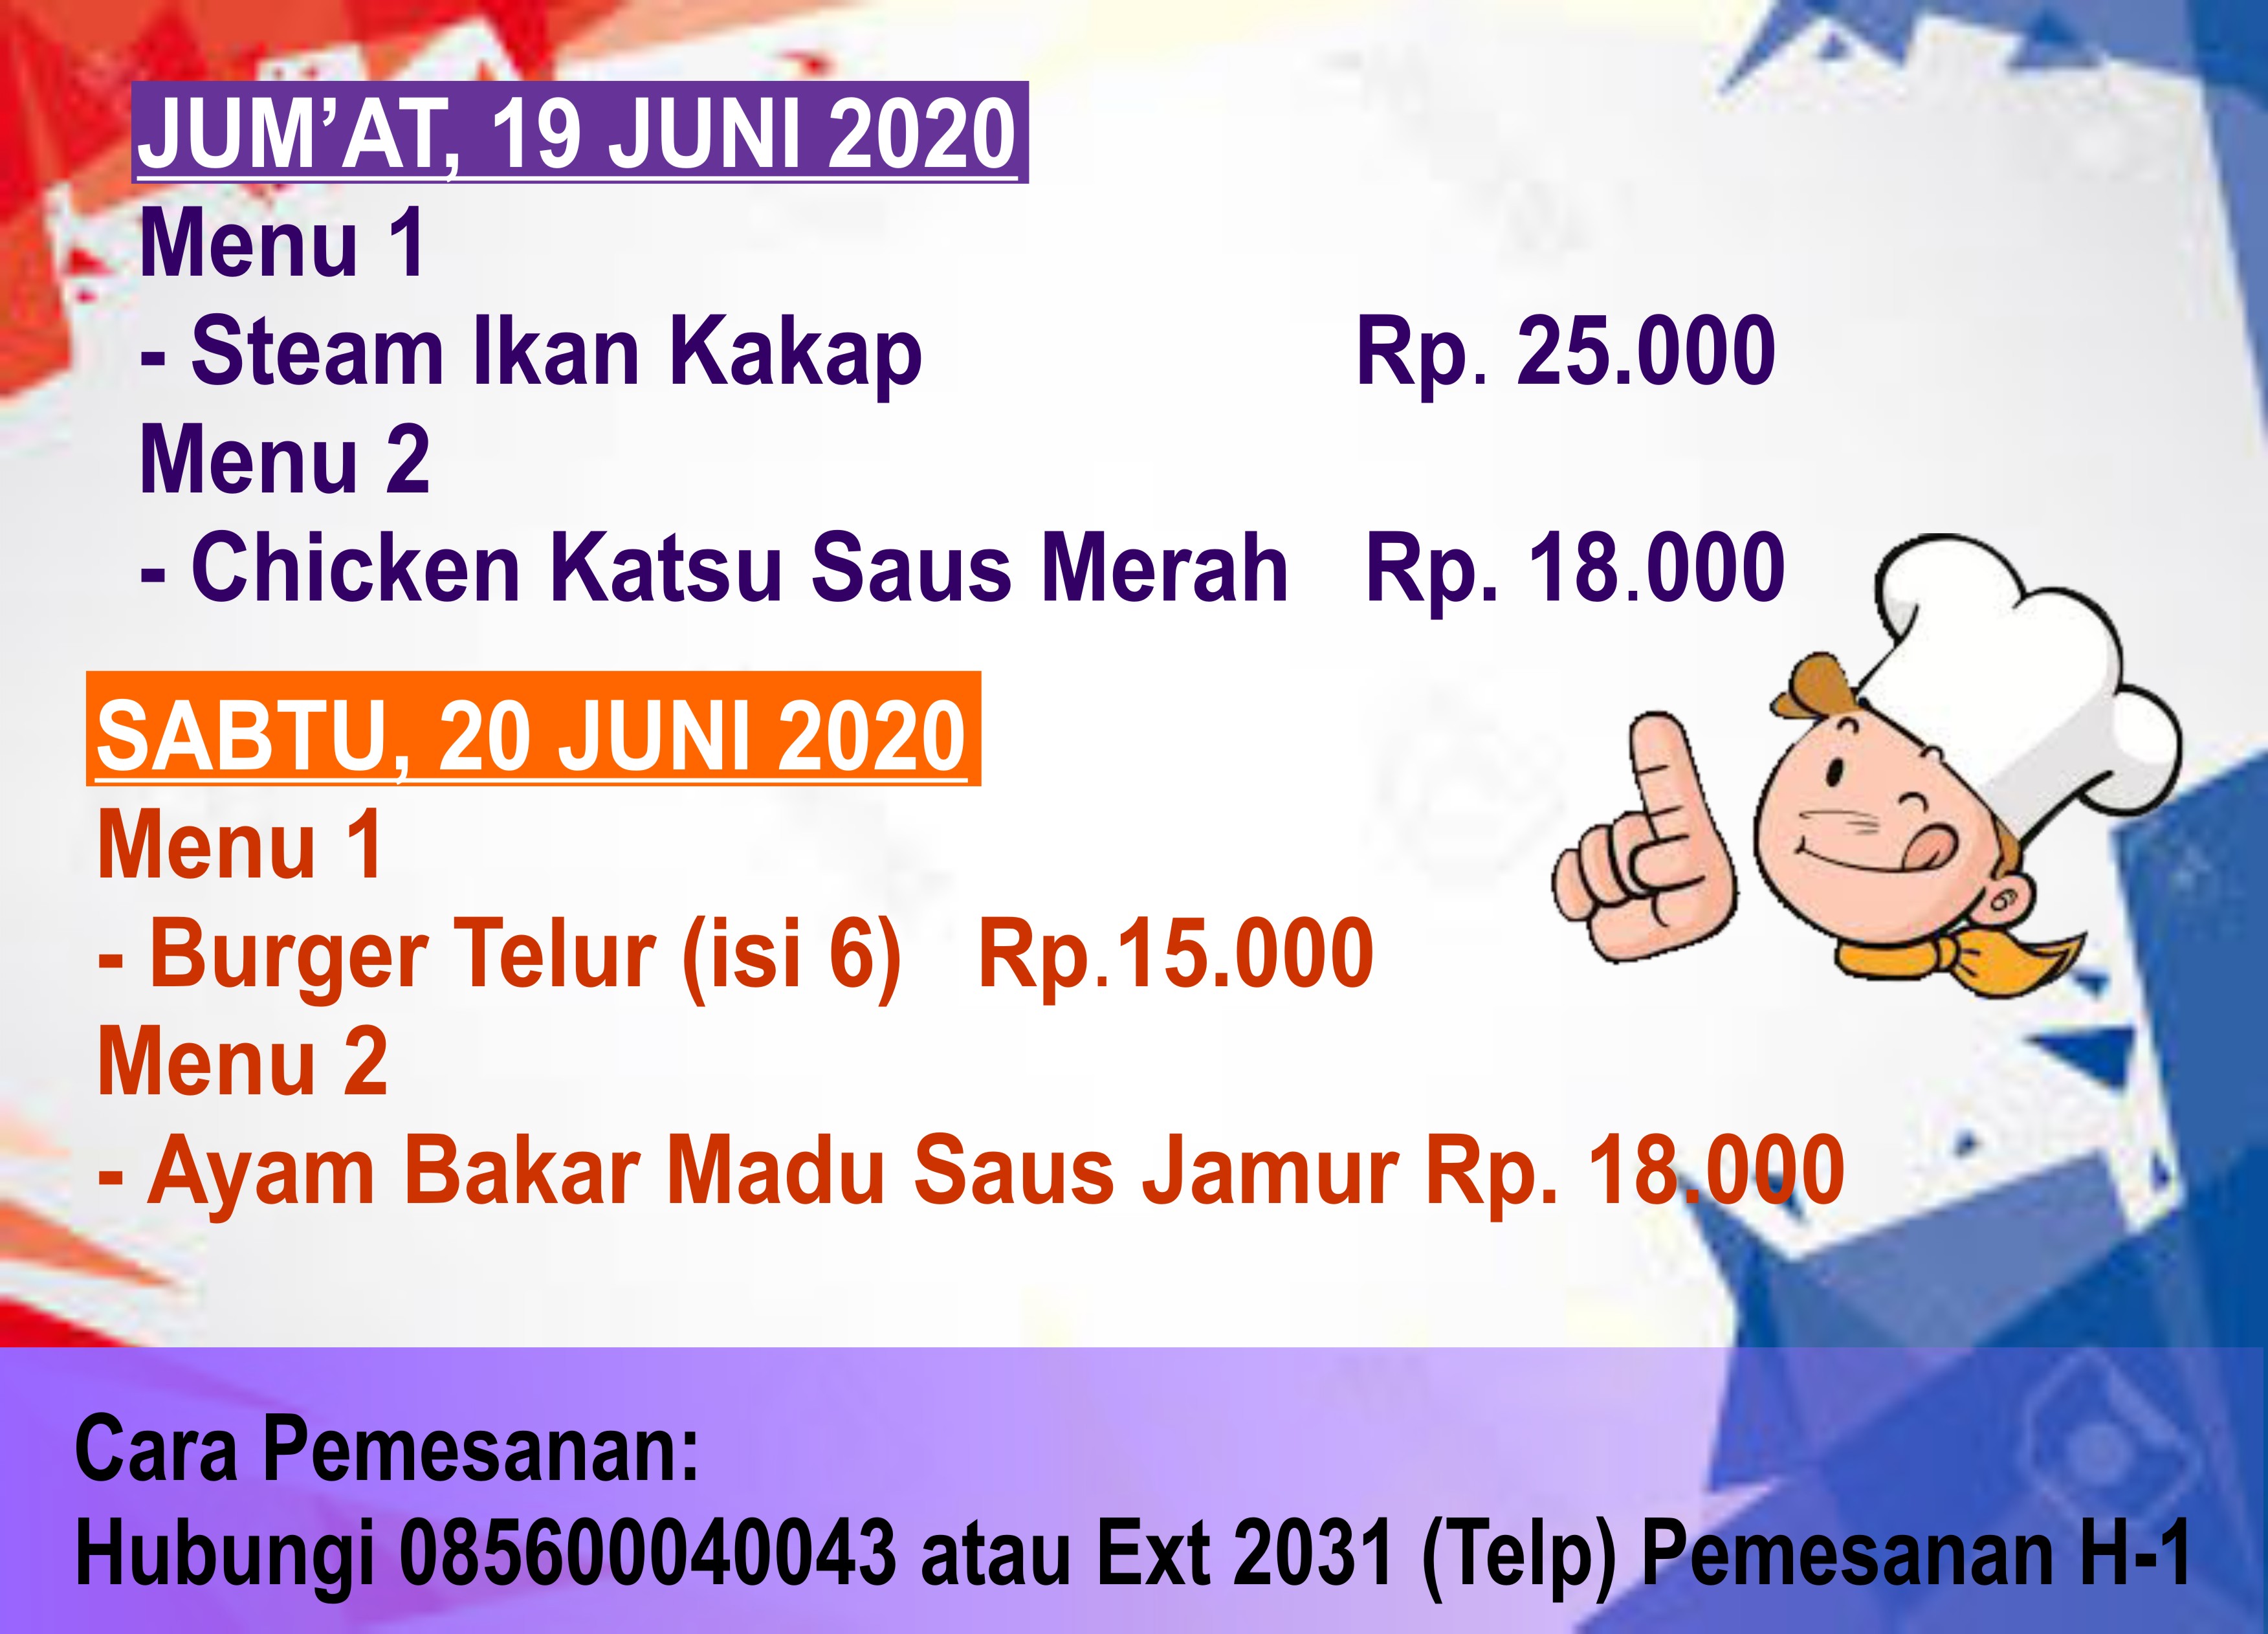 JUM’AT, 19 JUNI 2020
Menu 1
- Steam Ikan Kakap Rp. 25.000
Menu 2
- Chicken Katsu Saus Merah Rp. 18.000
SABTU, 20 JUNI 2020
Menu 1
- Burger Telur (isi 6) Rp.15.000
Menu 2
- Ayam Bakar Madu Saus Jamur Rp. 18.000
Cara Pemesanan:
Hubungi 085600040043 atau Ext 2031 (Telp) Pemesanan H-1